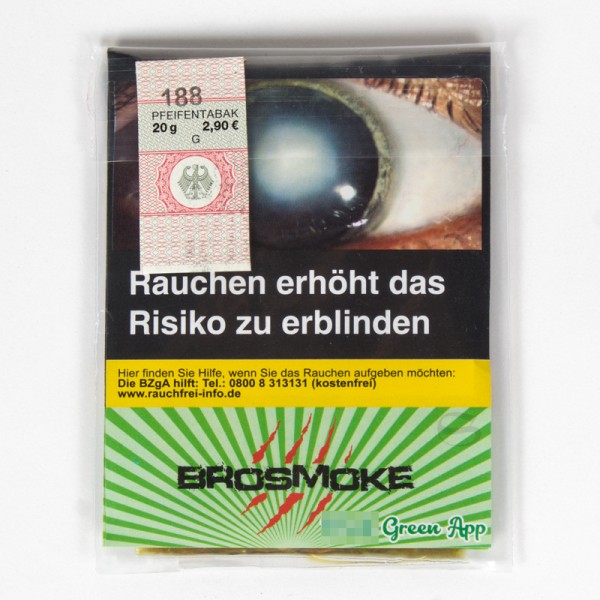 188
PFEIFENTABAK
20 g 2,90 €
G
Rauchen erhöht das
Risiko zu erblinden
Hier finden Sie Hilfe, wenn Sie das Rauchen aufgeben möchten:
Die BZgA hilft: Tel.: 0800 8 313131 (kostenfrei)
www.rauchfrei-info.de
BROSMOKE
Green App